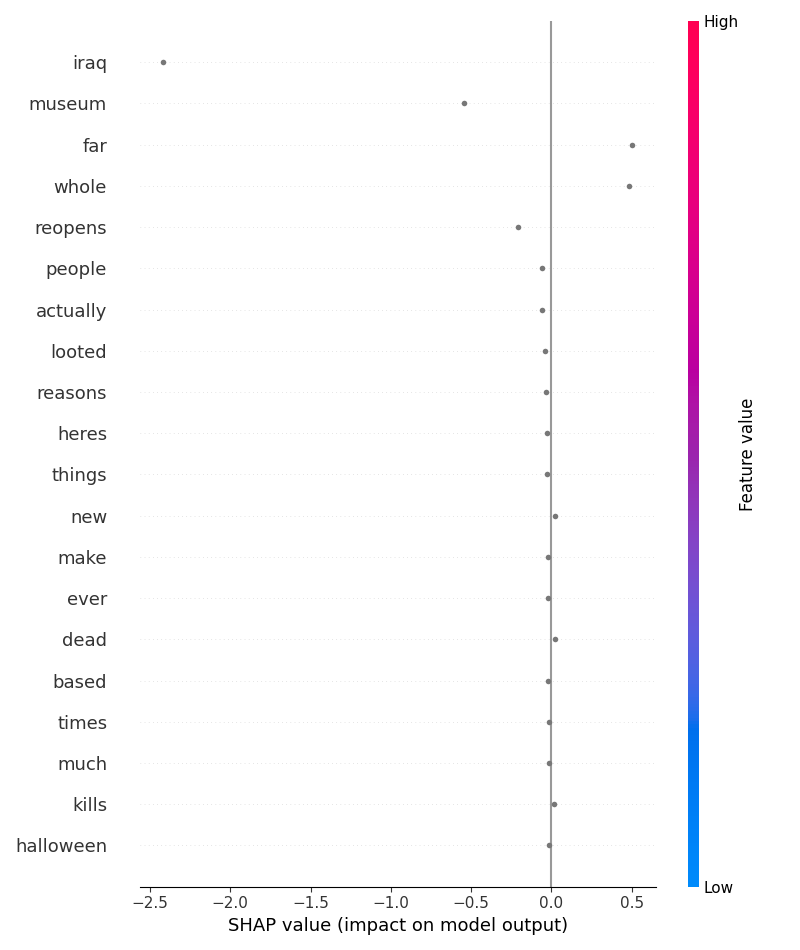 High
iraq
museum
far
whole
reopens
people
actually
looted
reasons
heres
things
new
make
ever
dead
based
times
much
kills
halloween
Feature value
Low
−2.5 −2.0 −1.5 −1.0 −0.5 0.0 0.5
SHAP value (impact on model output)